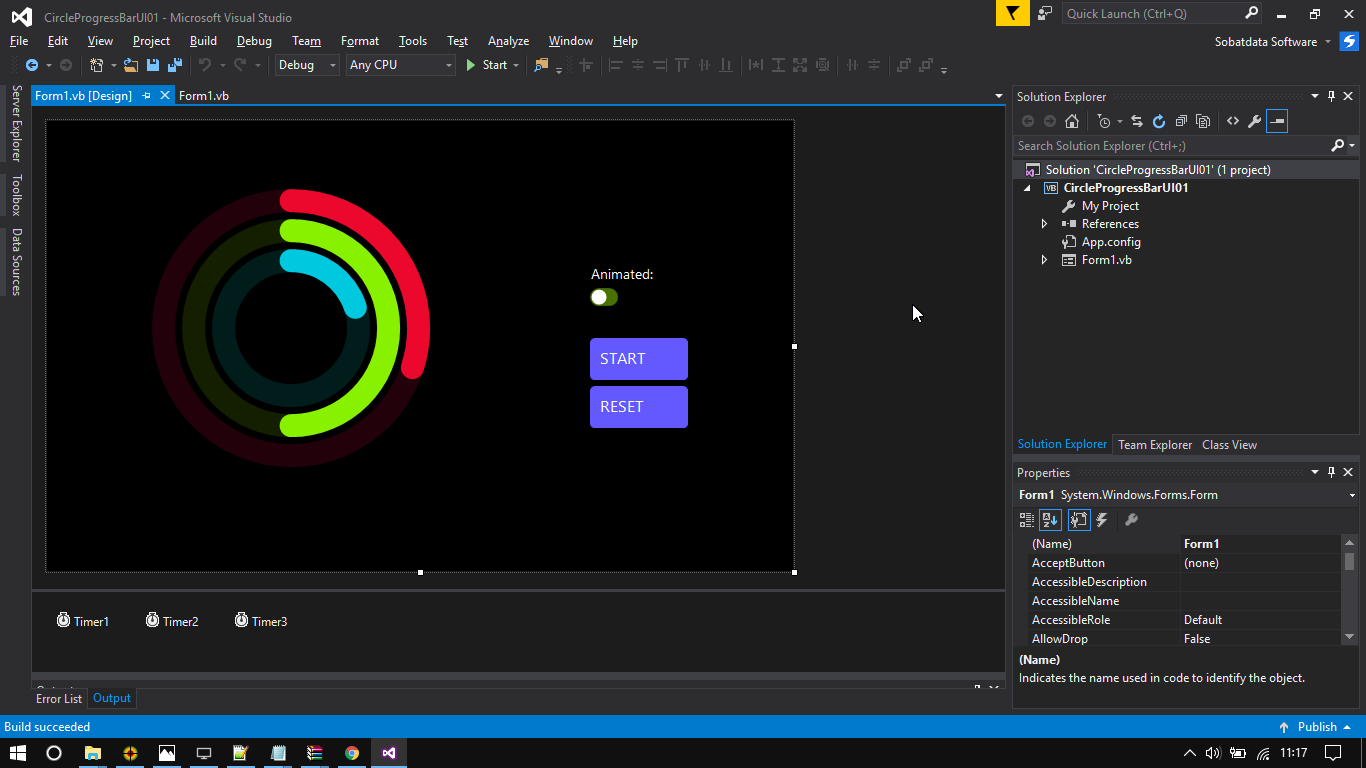 CircleProgressBarUI01 - Microsoft Visual Studio
Quick Launch (Ctrl+Q)
File Edit View Project Build Debug Team Format Tools Test Analyze Window Help
Sobatdata Software
Debug Any CPU Start
Server Explorer
Toolbox
Data Sources
Form1.vb [Design] Form1.vb
Animated:
START
RESET
Timer1 Timer2 Timer3
Error List Output
Solution Explorer
Search Solution Explorer (Ctrl+;)
Solution 'CircleProgressBarUI01' (1 project)
VB CircleProgressBarUI01
My Project
References
App.config
Form1.vb
Solution Explorer Team Explorer Class View
Properties
Form1 System.Windows.Forms.Form
(Name) Form1
AcceptButton (none)
AccessibleDescription
AccessibleName
AccessibleRole Default
AllowDrop False
(Name)
Indicates the name used in code to identify the object.
Build succeeded
Publish
11:17